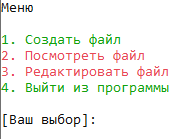 Меню
1. Создать файл
2. Посмотреть файл
3. Редактировать файл
4. Выйти из программы
[Ваш выбор]: